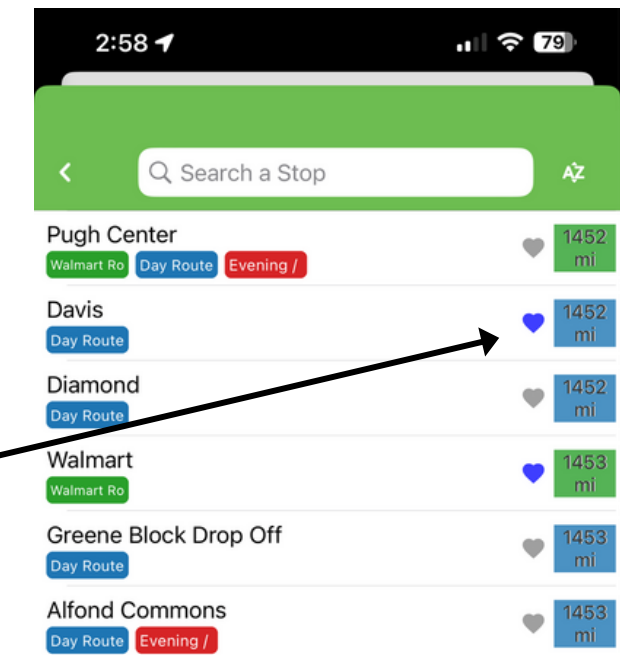 2:58 79
Search a Stop AZ
Pugh Center 1452
Walmart Ro Day Route Evening / mi
Davis 1452
Day Route mi
Diamond 1452
Day Route mi
Walmart 1453
Walmart Ro mi
Greene Block Drop Off 1453
Day Route mi
Alfond Commons 1453
Day Route Evening / mi